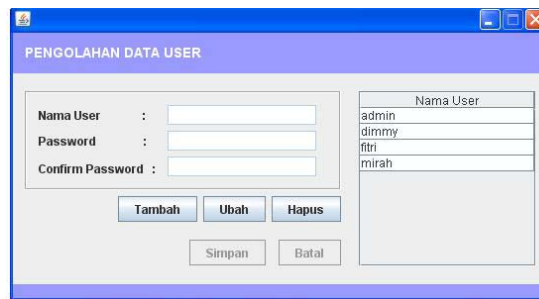 PENGOLAHAN DATA USER
Nama User :
Password :
Confirm Password :
Tambah Ubah Hapus
Simpan Batal
Nama User
admin
dimmy
fitri
mirah